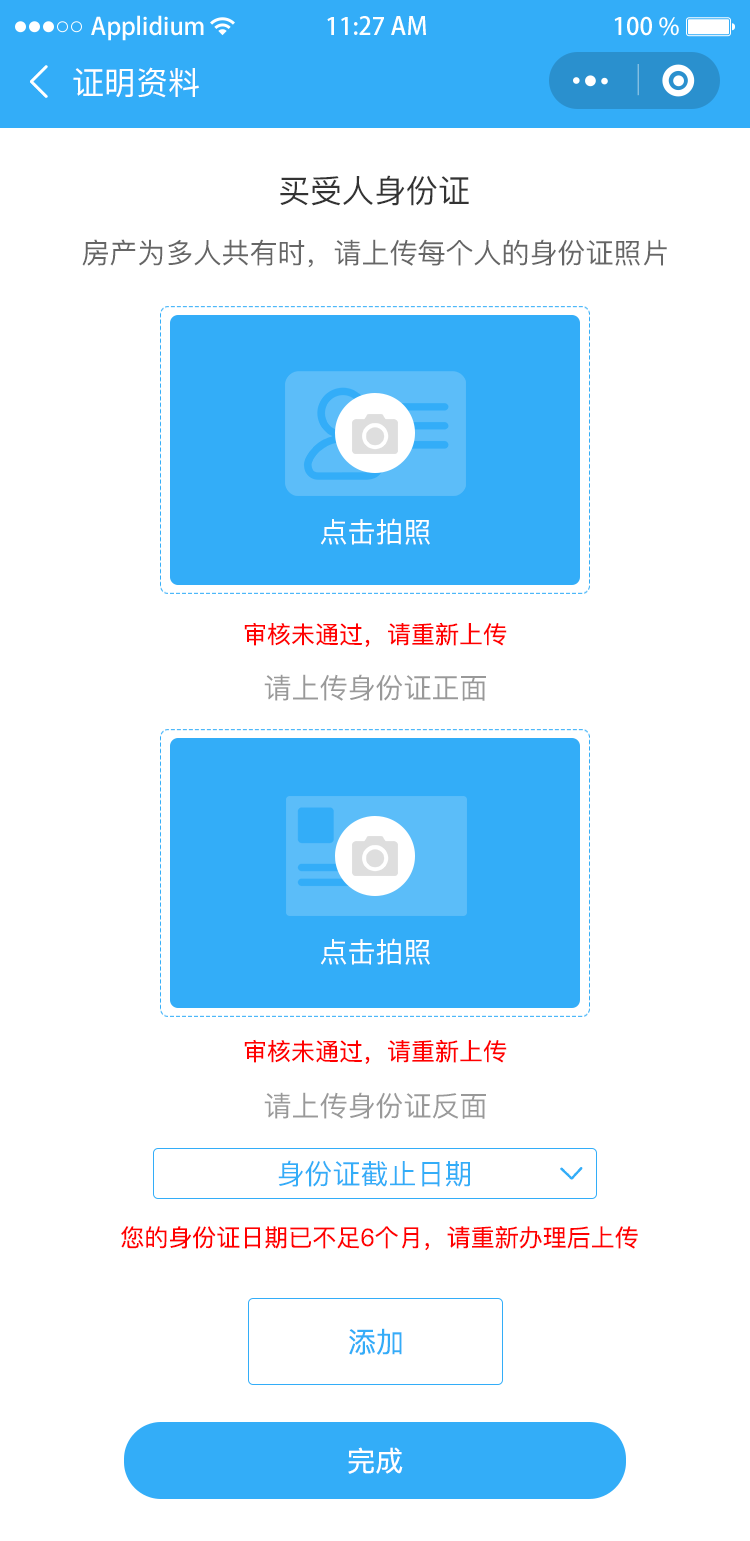 Applidium 11:27 AM 100 %
证明资料
买受人身份证
房产为多人共有时，请上传每个人的身份证照片
点击拍照
审核未通过，请重新上传
请上传身份证正面
点击拍照
审核未通过，请重新上传
请上传身份证反面
身份证截止日期
您的身份证日期已不足6个月，请重新办理后上传
添加
完成